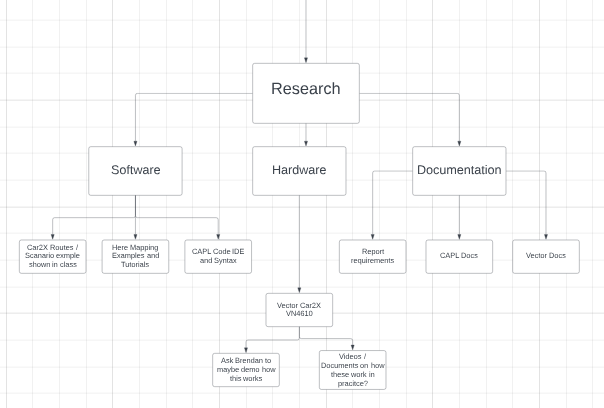 Research
Software
Hardware
Documentation
Car2X Routes /
Scanario exmple
shown in class
Here Mapping
Examples and
Tutorials
CAPL Code IDE
and Syntax
Report
requirements
CAPL Docs
Vector Docs
Vector Car2X
VN4610
Ask Brendan to
maybe demo how
this works
Videos /
Documents on how
these work in
pracitce?